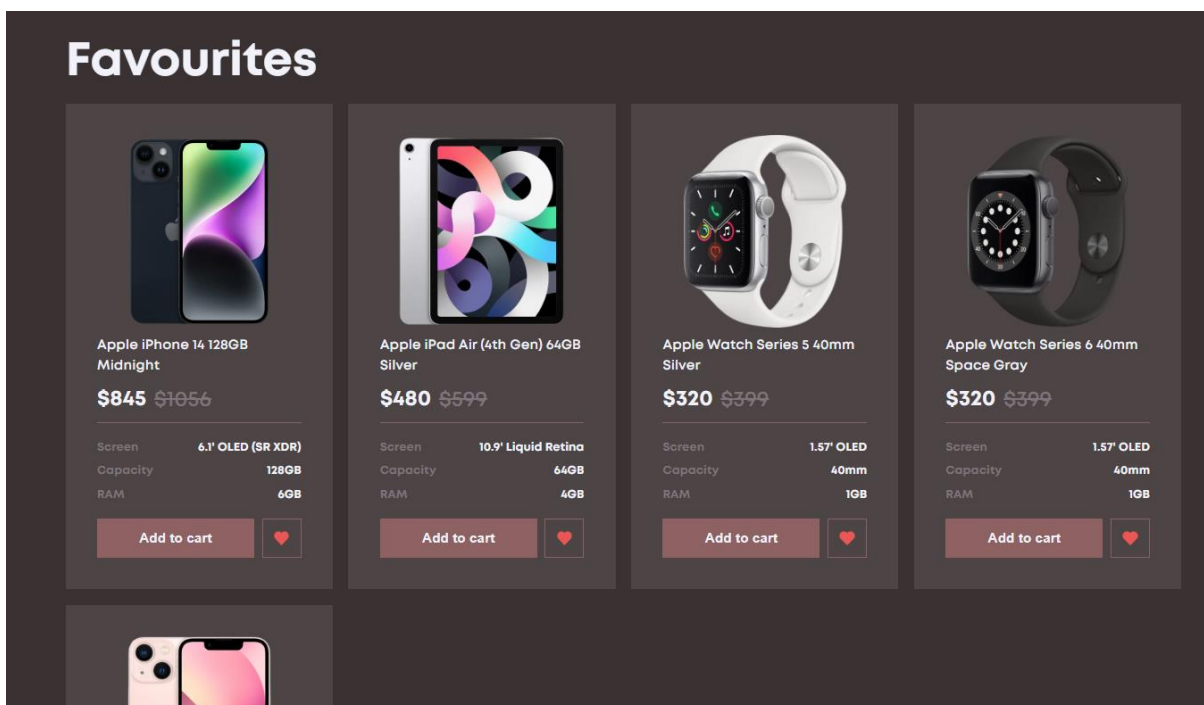 Favourites
Apple iPhone 14 128GB
Midnight
$845 $1056
Screen 6.1' OLED (SR XDR)
Capacity 128GB
RAM 6GB
Add to cart
Apple iPad Air (4th Gen) 64GB
Silver
$480 $599
Screen 10.9' Liquid Retina
Capacity 64GB
RAM 4GB
Add to cart
Apple Watch Series 5 40mm
Silver
$320 $399
Screen 1.57' OLED
Capacity 40mm
RAM 1GB
Add to cart
Apple Watch Series 6 40mm
Space Gray
$320 $399
Screen 1.57' OLED
Capacity 40mm
RAM 1GB
Add to cart